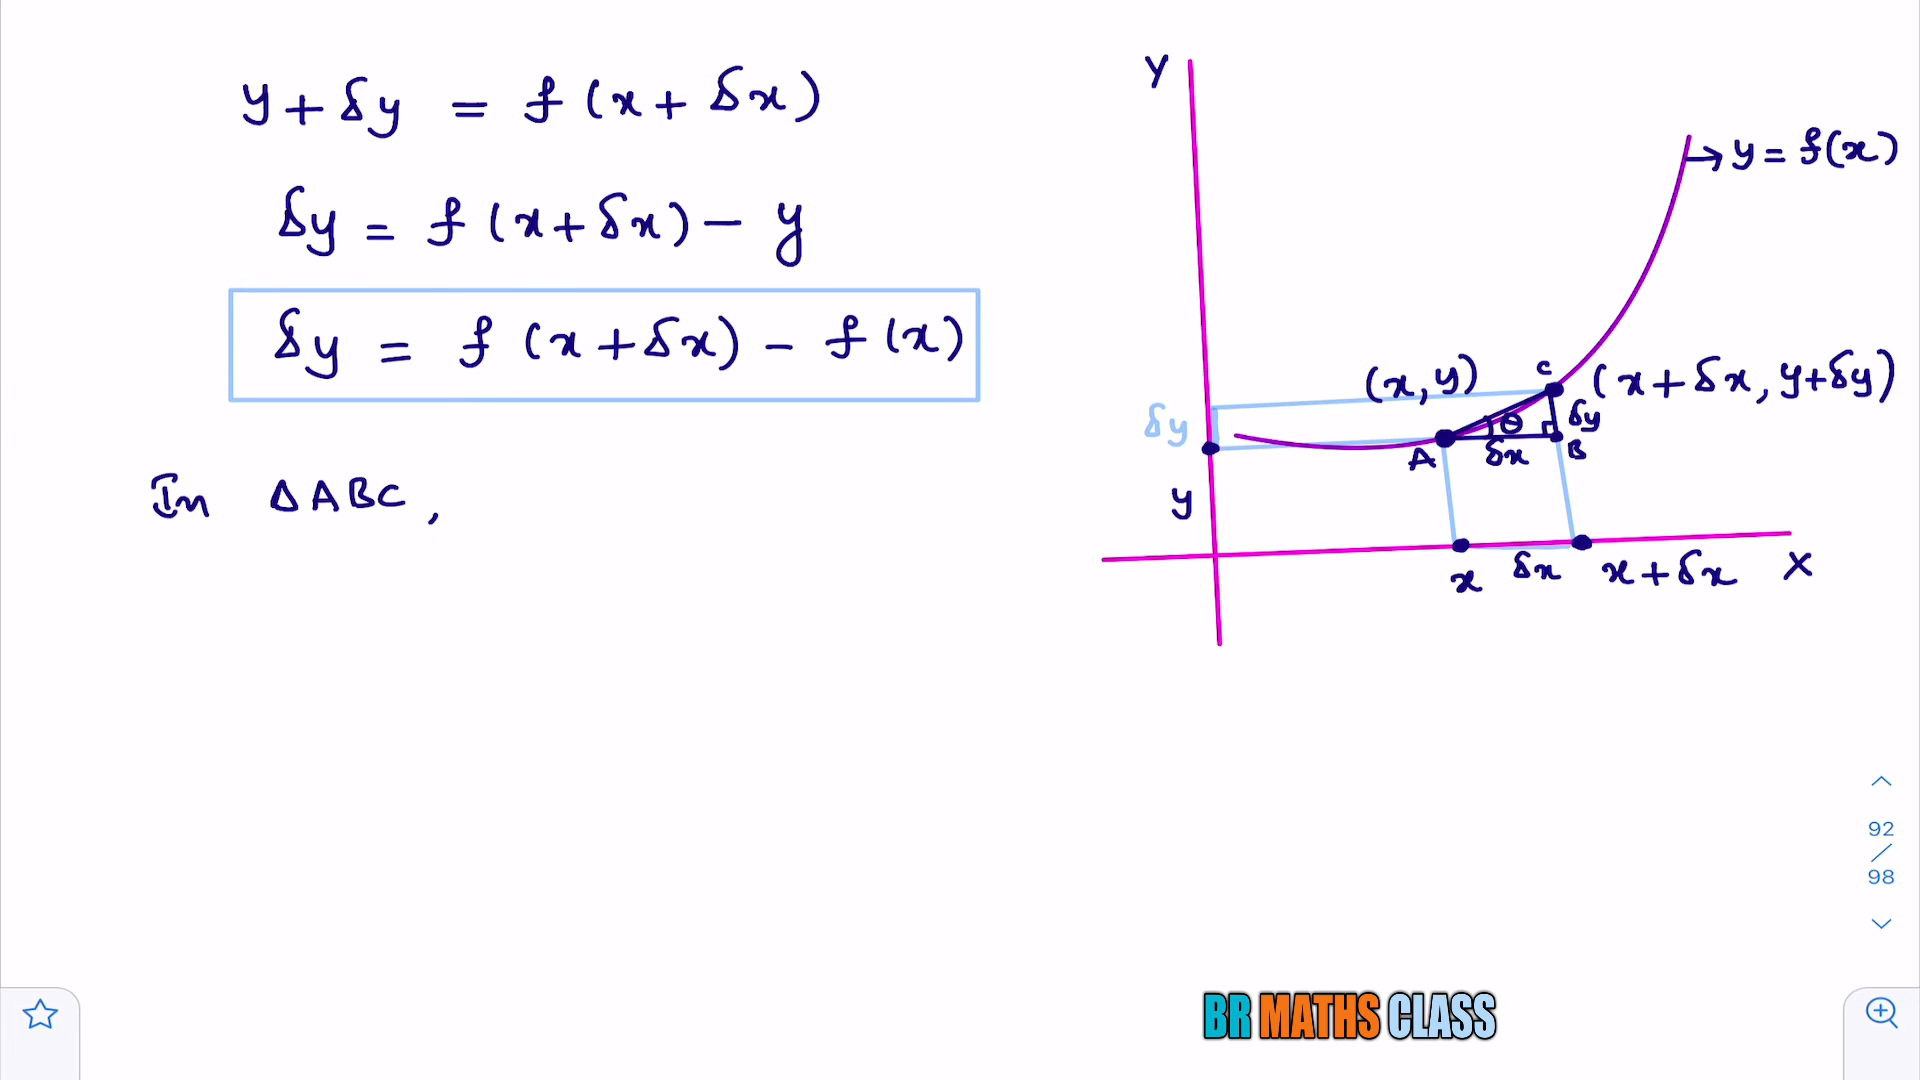 y + δy = f (x + δx)
δy = f (x + δx) - y
δy = f (x + δx) - f (x)
In Δ ABC ,
Y
→ y = f(x)
(x, y)
C
(x + δx, y + δy)
δy
θ
δy
A
δx
B
y
x
δx
x + δx
X
92
/
98
BR MATHS CLASS